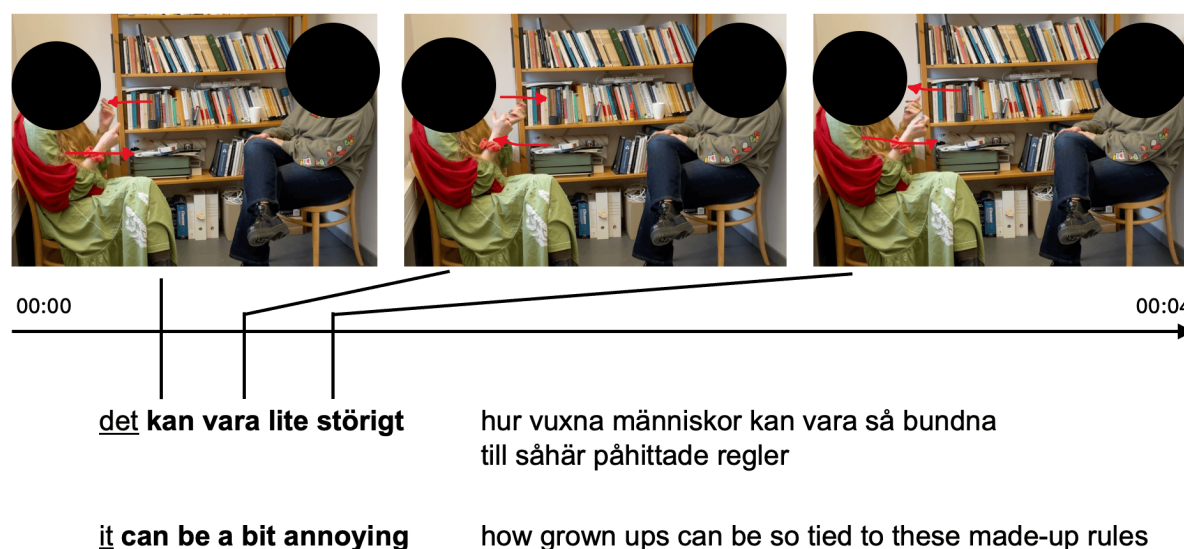 00:00
00:04
det kan vara lite störigt
hur vuxna människor kan vara så bundna
till såhär påhittade regler
it can be a bit annoying
how grown ups can be so tied to these made-up rules